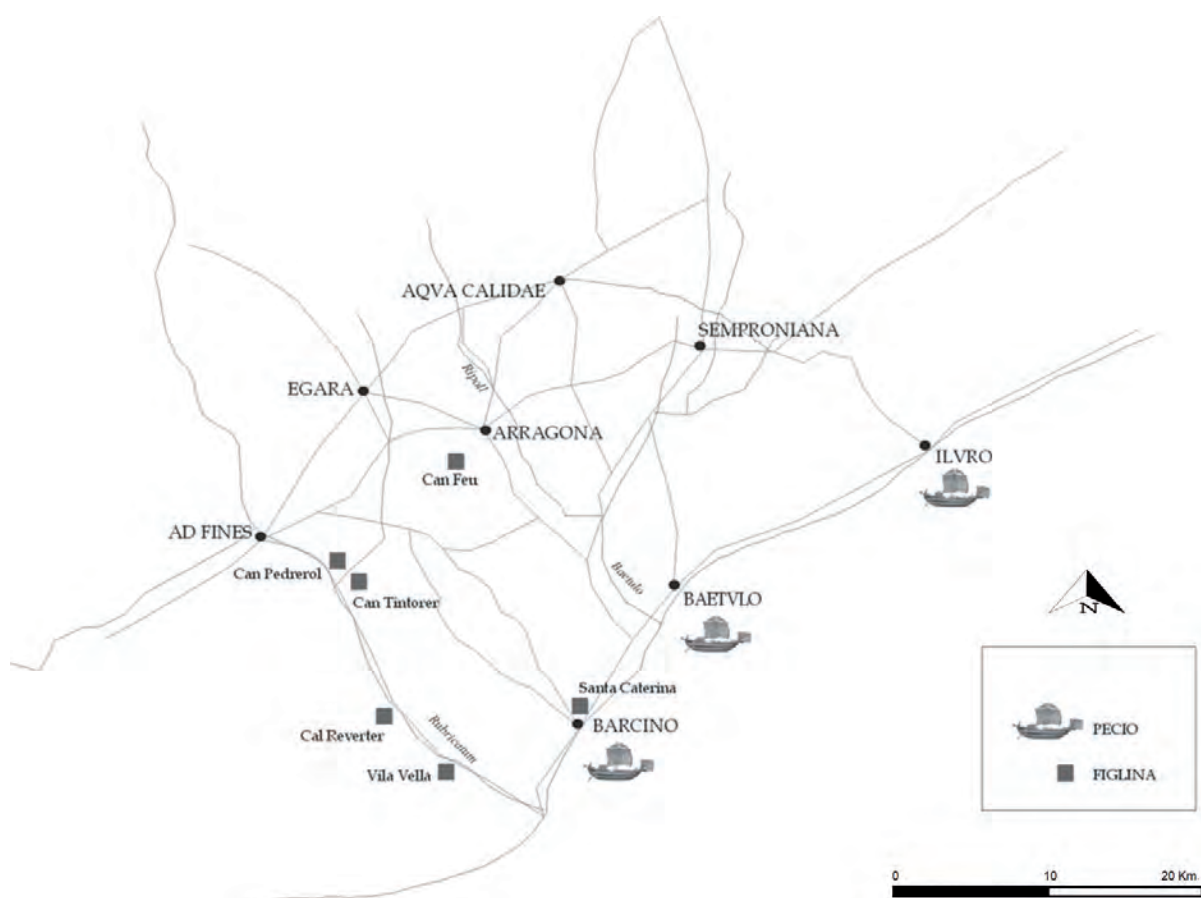 AQVA CALIDAE
SEMPRONIANA
Ripoll
EGARA
ARRAGONA
ILVRO
Can Feu
AD FINES
Can Pedrerol
Can Tintorer
Baetulo
BAETVLO
N
Santa Caterina
BARCINO
Cal Reverter
Rubricatum
Vila Vella
PECIO
FIGLINA
0 10 20 Km